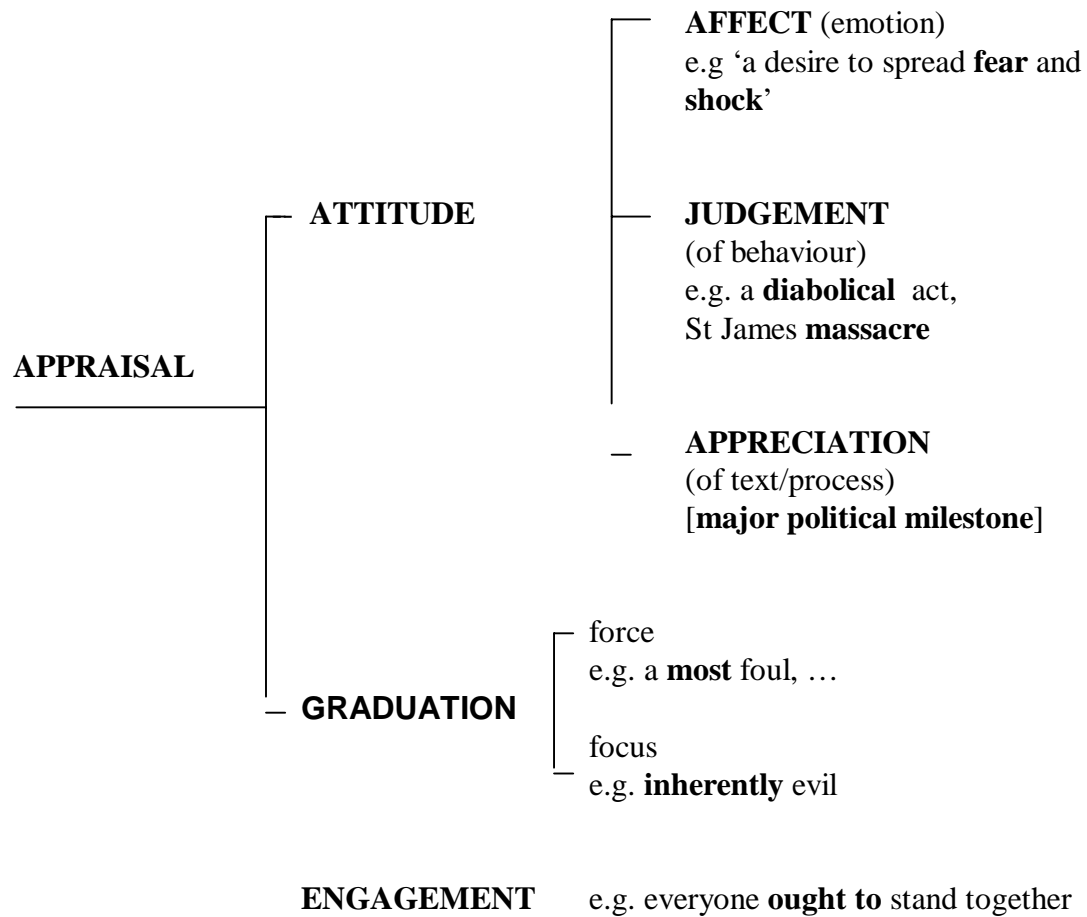 AFFECT (emotion)
e.g ‘a desire to spread fear and
shock’
ATTITUDE
JUDGEMENT
(of behaviour)
e.g. a diabolical  act,
St James massacre
APPRAISAL
APPRECIATION
(of text/process)
[major political milestone]
force
e.g. a most foul, …
GRADUATION
focus
e.g. inherently evil
ENGAGEMENT
e.g. everyone ought to stand together